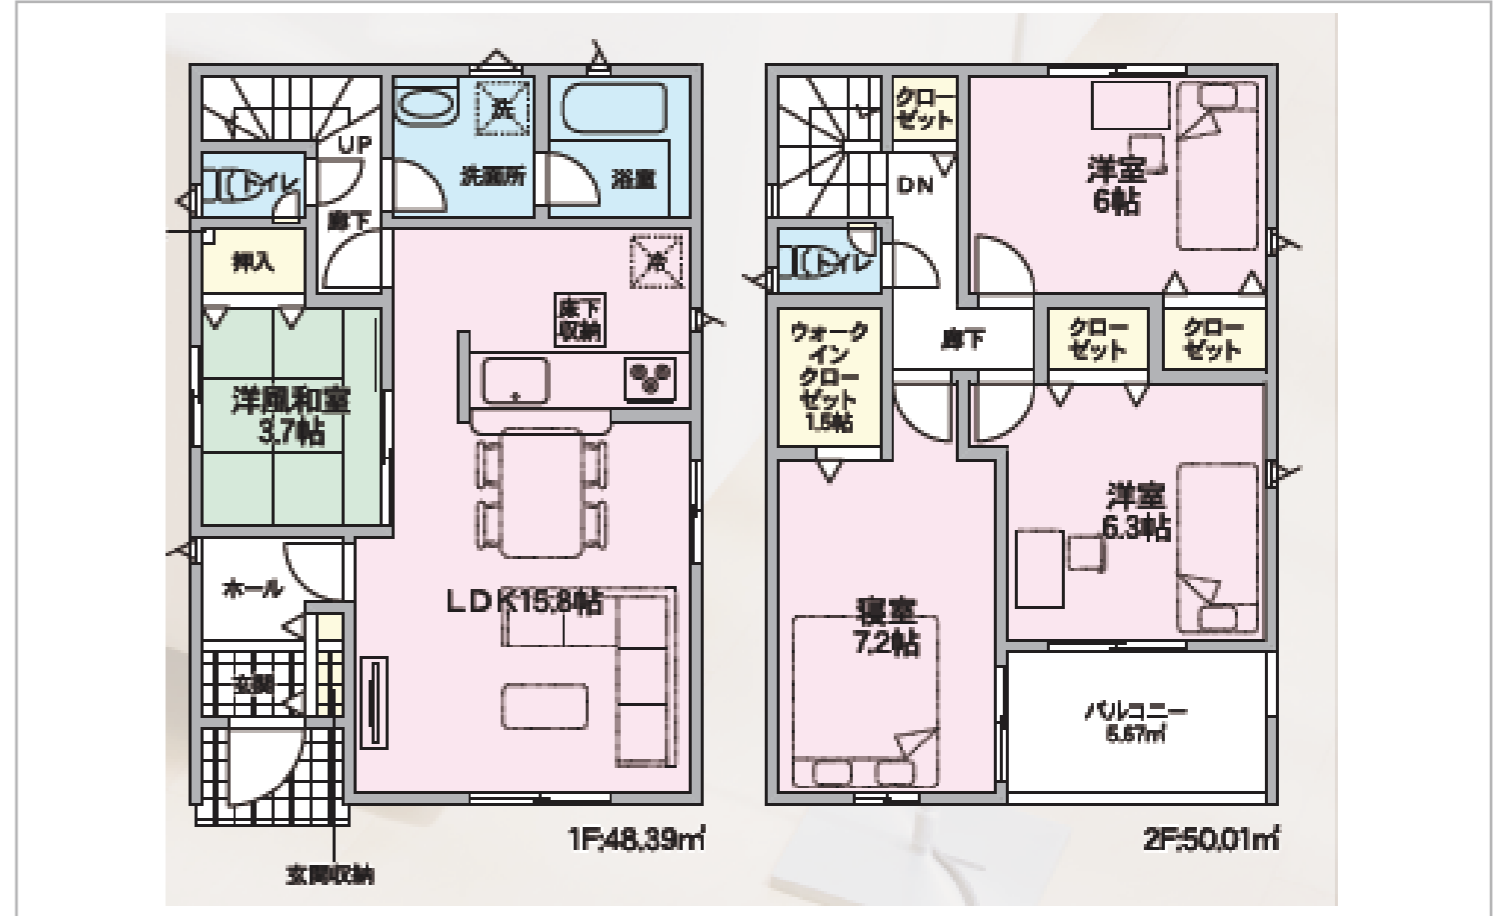 UP
洗
洗面所
浴室
トイレ
廊下
押入
冷
床下
収納
洋風和室
3.7帖
ホール
LDK15.8帖
玄関
1F:48.39㎡
玄関収納
クロー
ゼット
DN
洋室
6帖
トイレ
ウォーク
イン
クロー
ゼット
1.5帖
廊下
クロー
ゼット
クロー
ゼット
洋室
6.3帖
寝室
7.2帖
バルコニー
5.67㎡
2F:50.01㎡